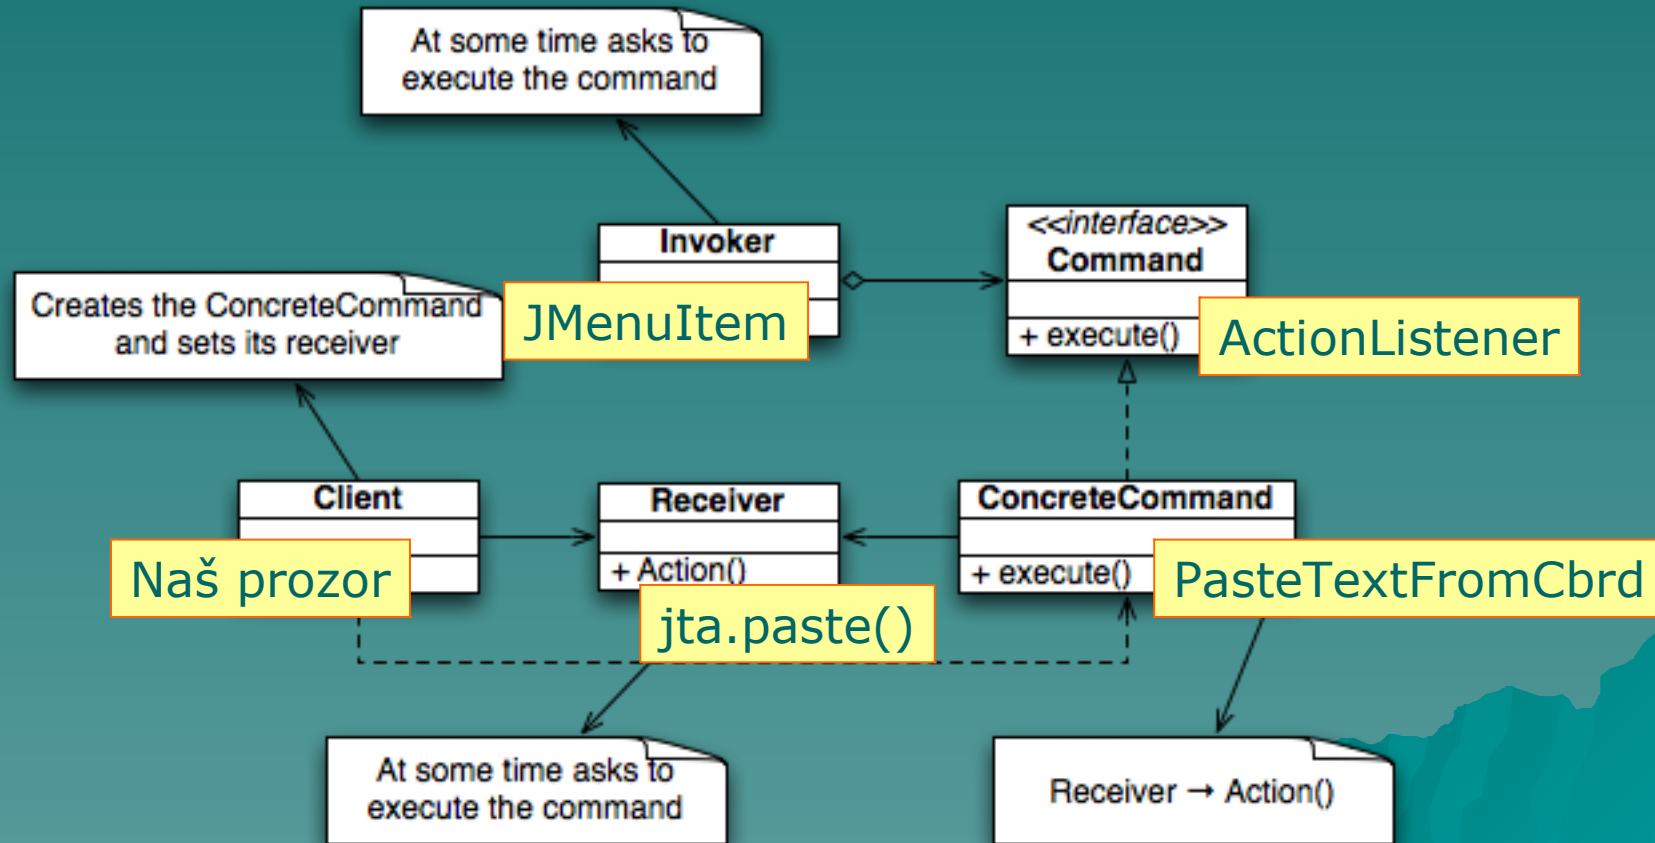 At some time asks to
execute the command
Invoker
JMenuItem
<<interface>>
Command
+ execute()
ActionListener
Creates the ConcreteCommand
and sets its receiver
Client
Naš prozor
Receiver
+ Action()
jta.paste()
ConcreteCommand
+ execute()
PasteTextFromCbrd
At some time asks to
execute the command
Receiver → Action()